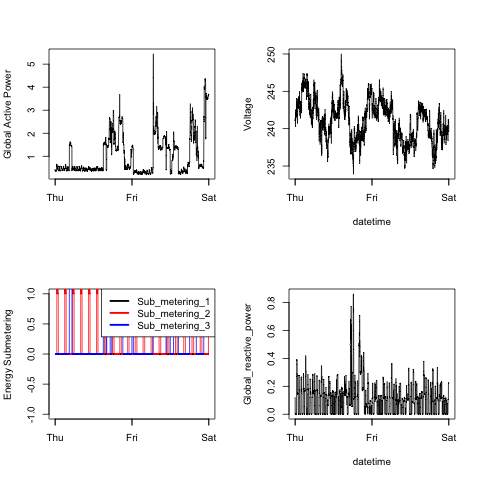 Global Active Power
5
4
3
2
1
Thu Fri Sat
Voltage
250
245
240
235
Thu Fri Sat
datetime
Energy Submetering
1.0
0.5
0.0
-0.5
-1.0
Sub_metering_1
Sub_metering_2
Sub_metering_3
Thu Fri Sat
Global_reactive_power
0.8
0.6
0.4
0.2
0.0
Thu Fri Sat
datetime